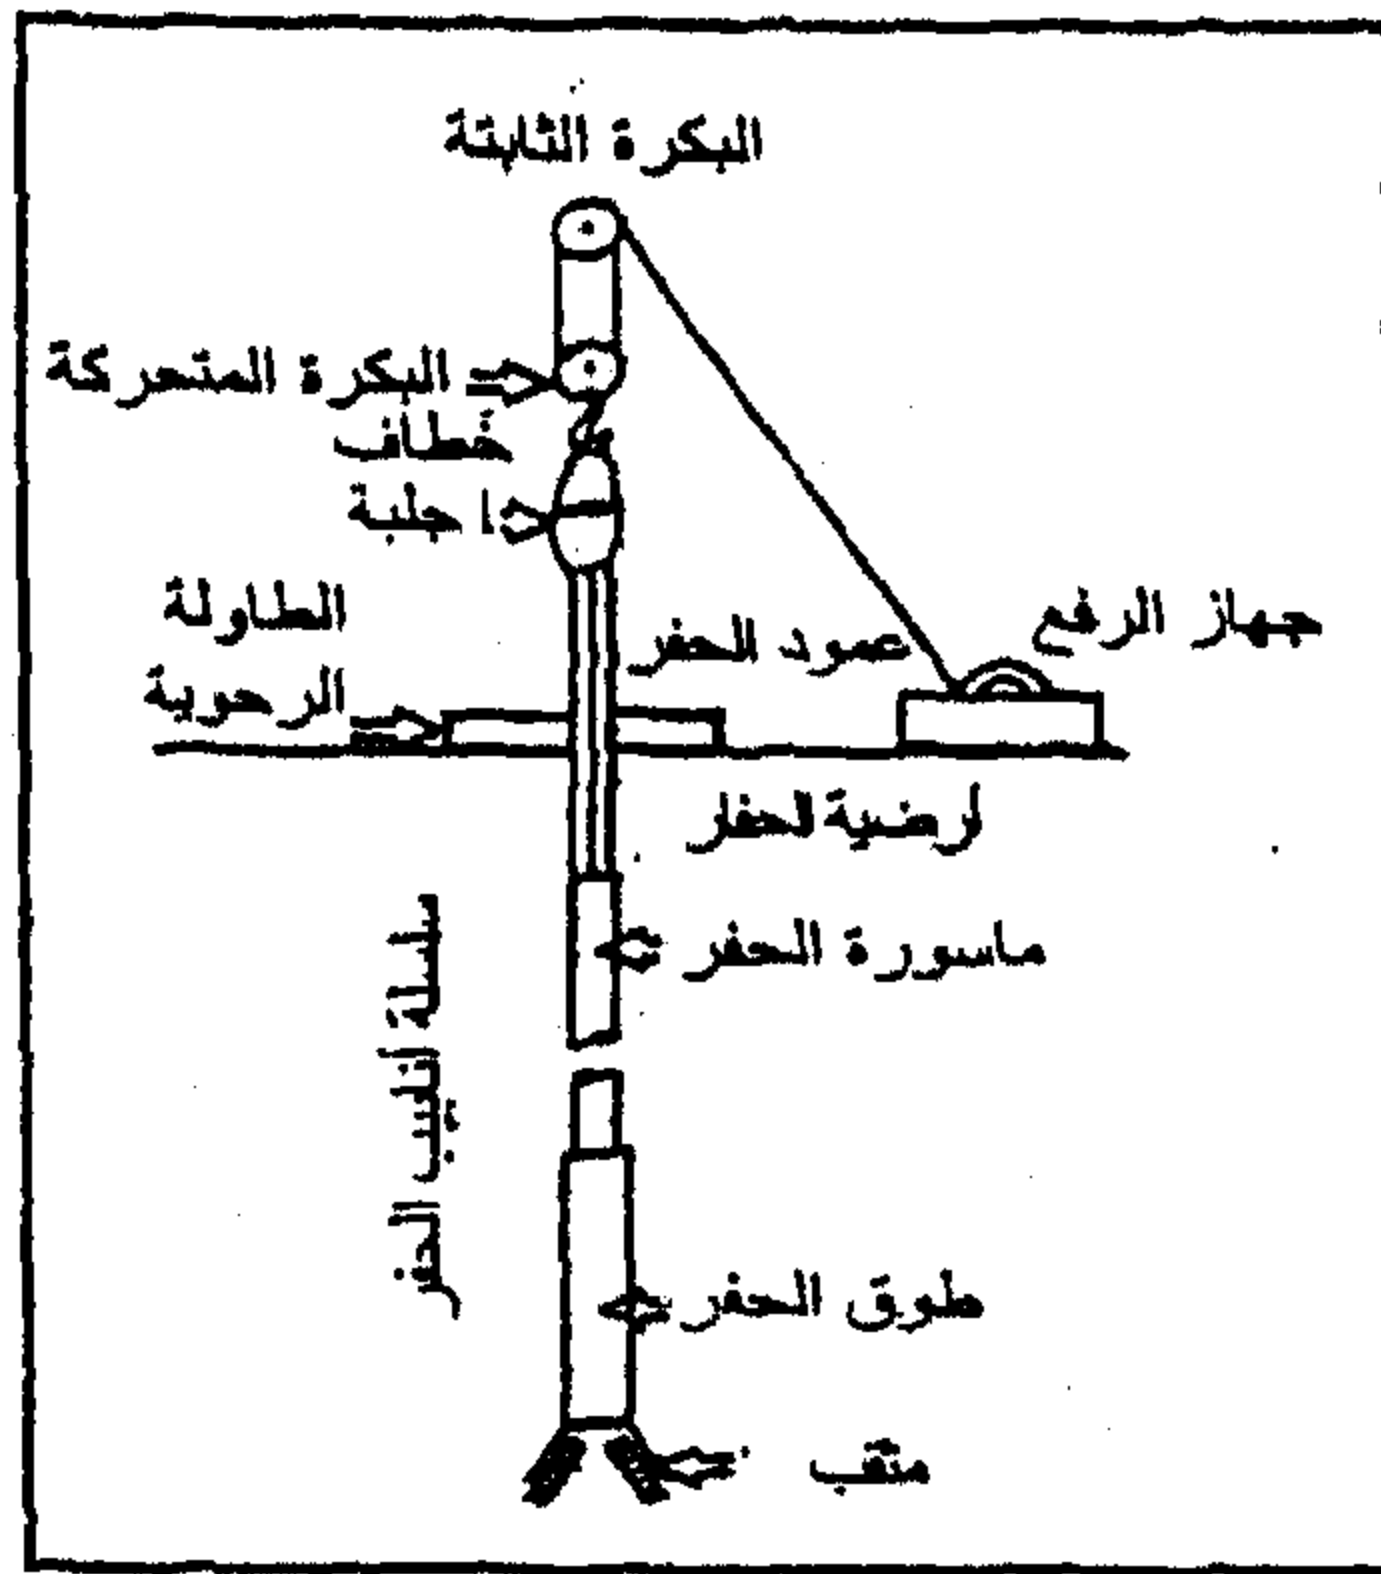 البكرة الثابتة
البكرة المتحركة
خطاف
جلبة
الطاولة
الرحوية
عمود الحفر
جهاز الرفع
أرضية الحفار
ماسورة الحفر
سلسلة أنابيب الحفر
طوق الحفر
مثقب